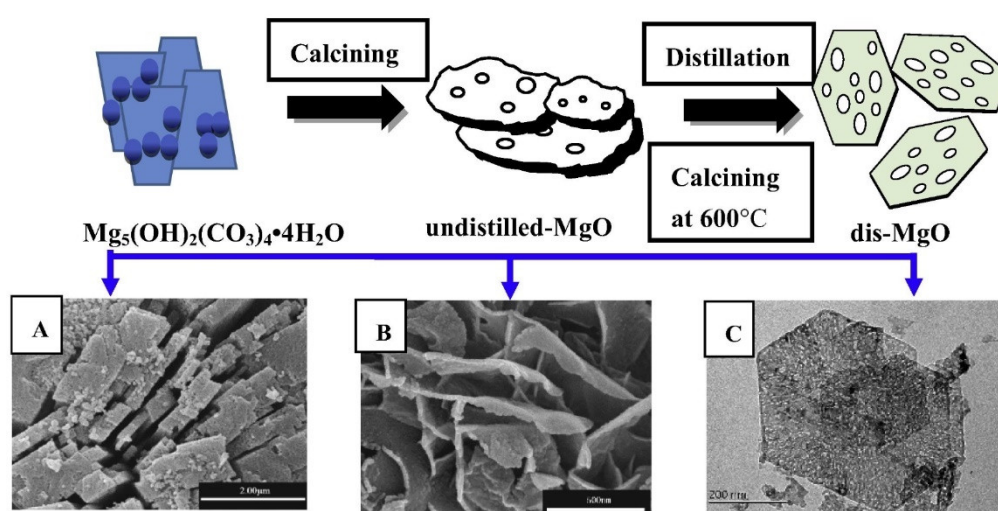 Calcining
Distillation
Calcining
at 600°C
Mg₅(OH)₂(CO₃)₄•4H₂O
undistilled-MgO
dis-MgO
A
B
C
2.00µm
600nm
200 nm